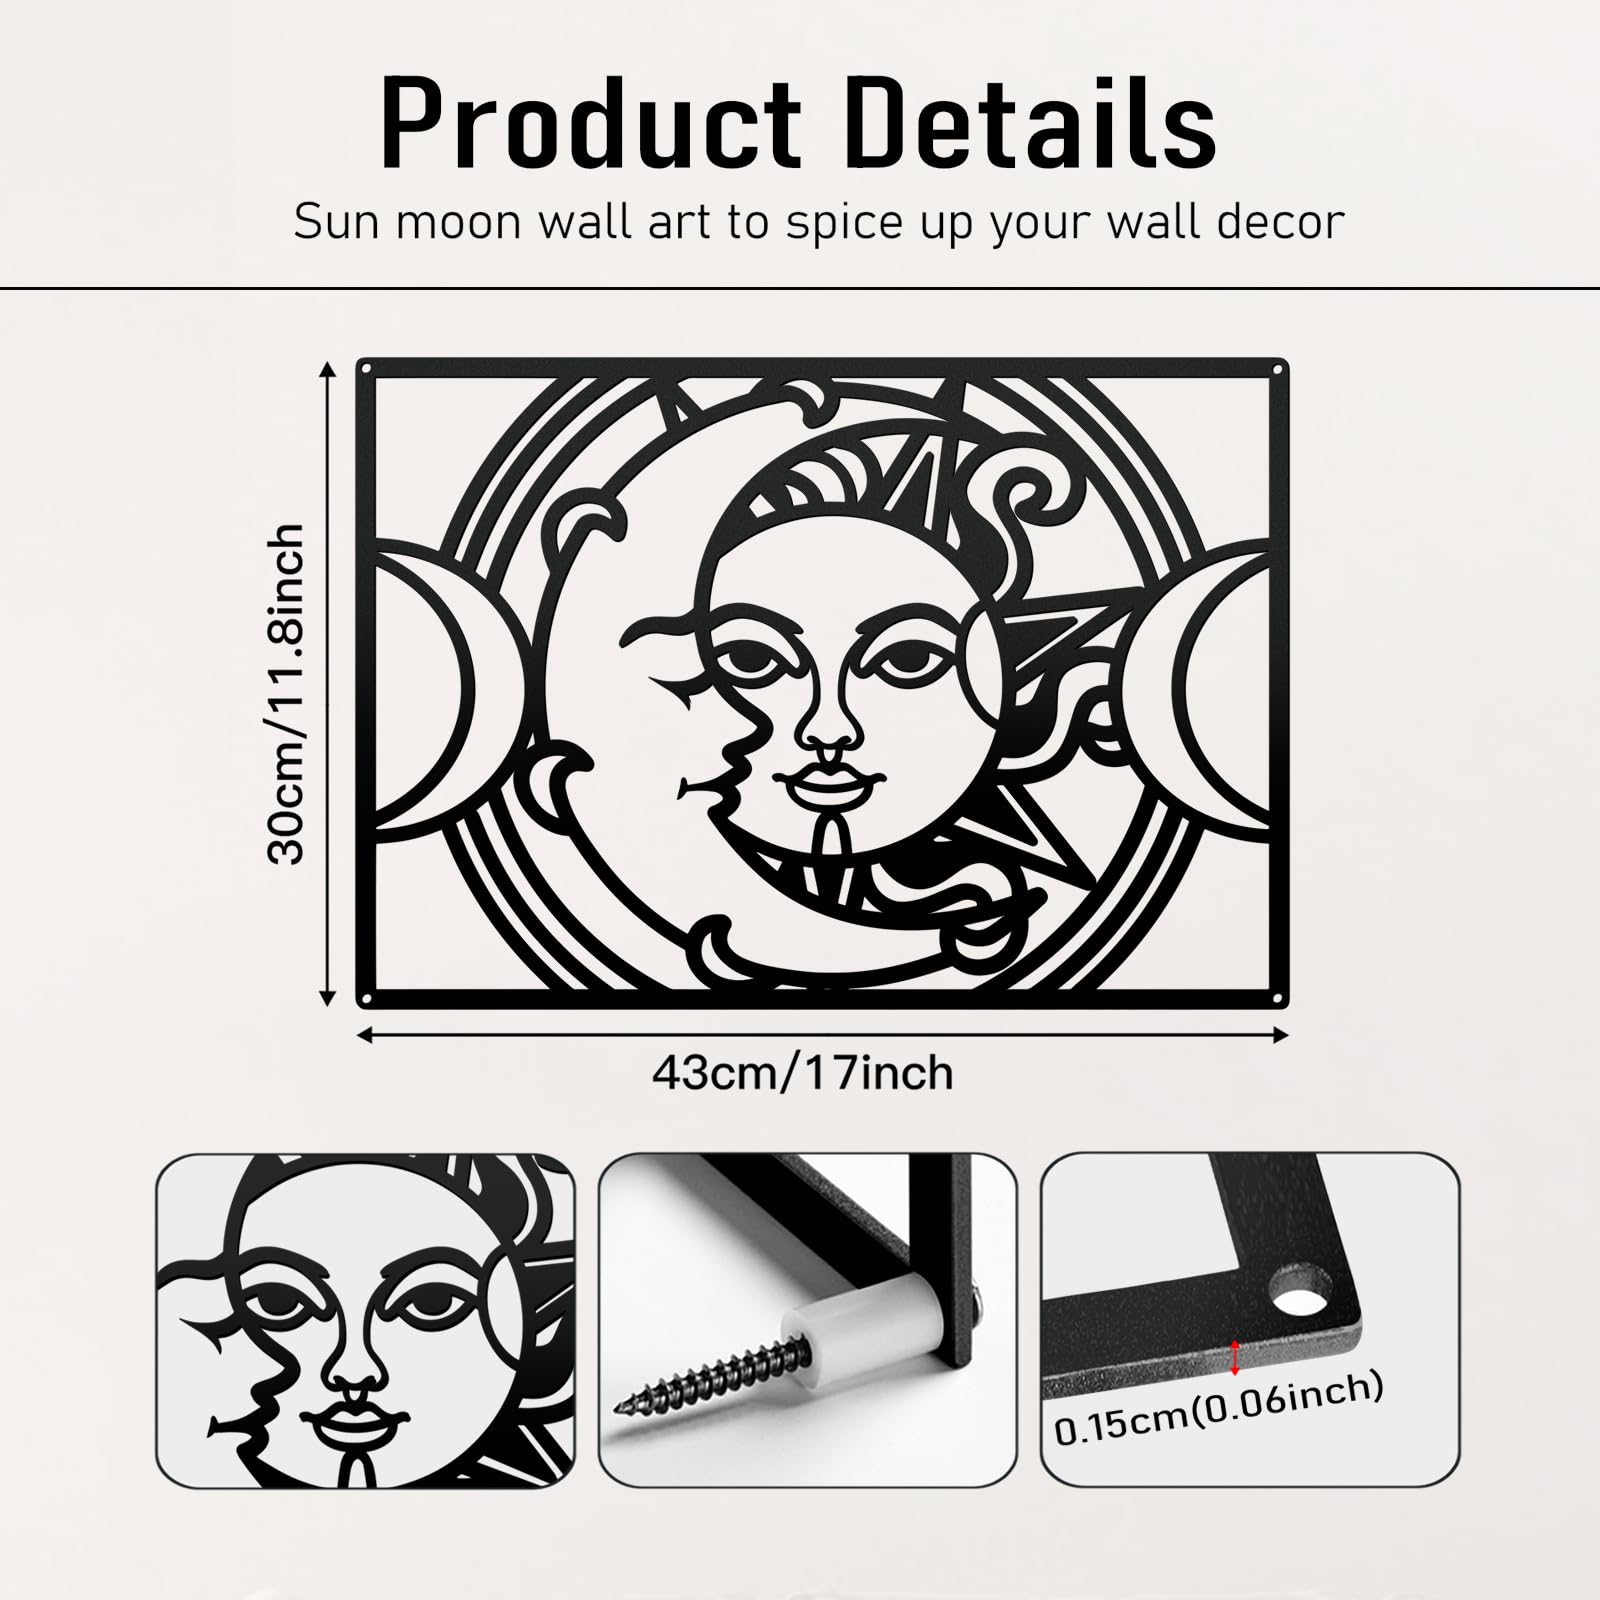 Product Details
Sun moon wall art to spice up your wall decor
30cm/11.8inch
43cm/17inch
0.15cm(0.06inch)